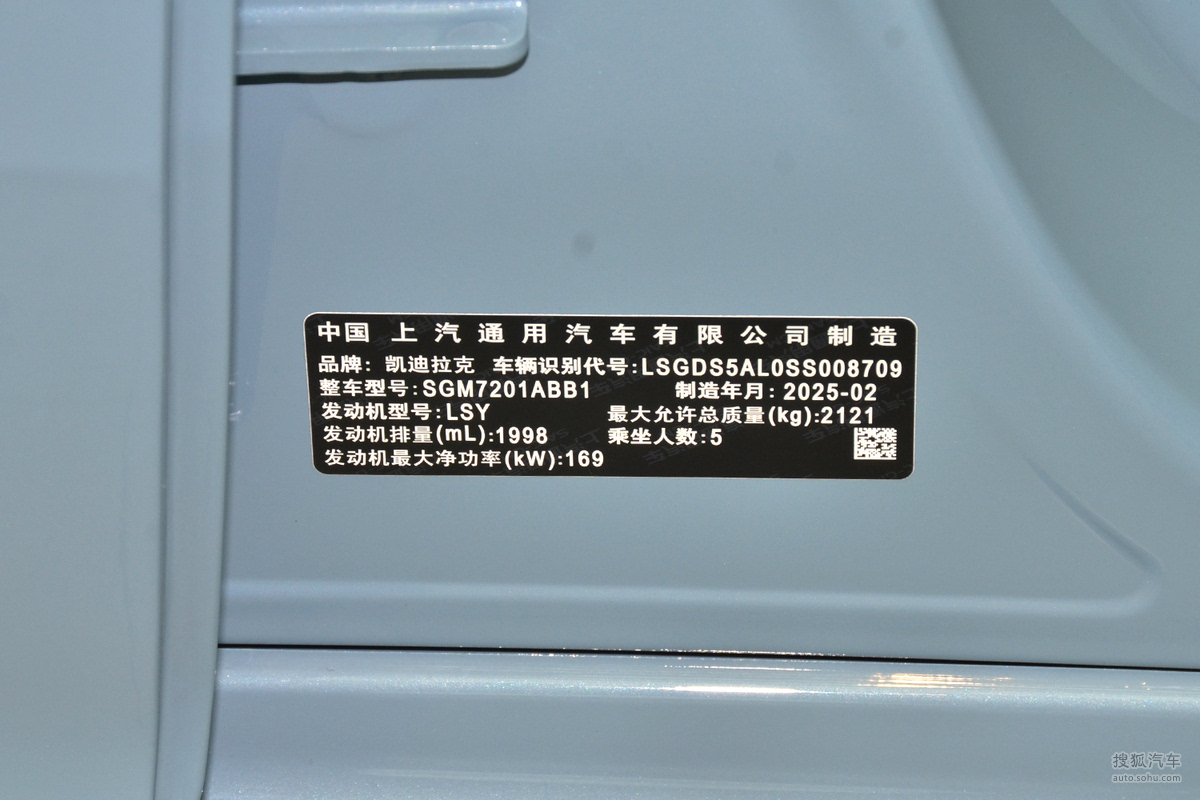 中国 上汽通用汽车有限公司制造
品牌: 凯迪拉克 车辆识别代号:LSGDS5AL0SS008709
整车型号:SGM7201ABB1 制造年月: 2025-02
发动机型号:LSY 最大允许总质量(kg):2121
发动机排量(mL):1998 乘坐人数:5
发动机最大净功率(kW):169
搜狐汽车
auto.sohu.com